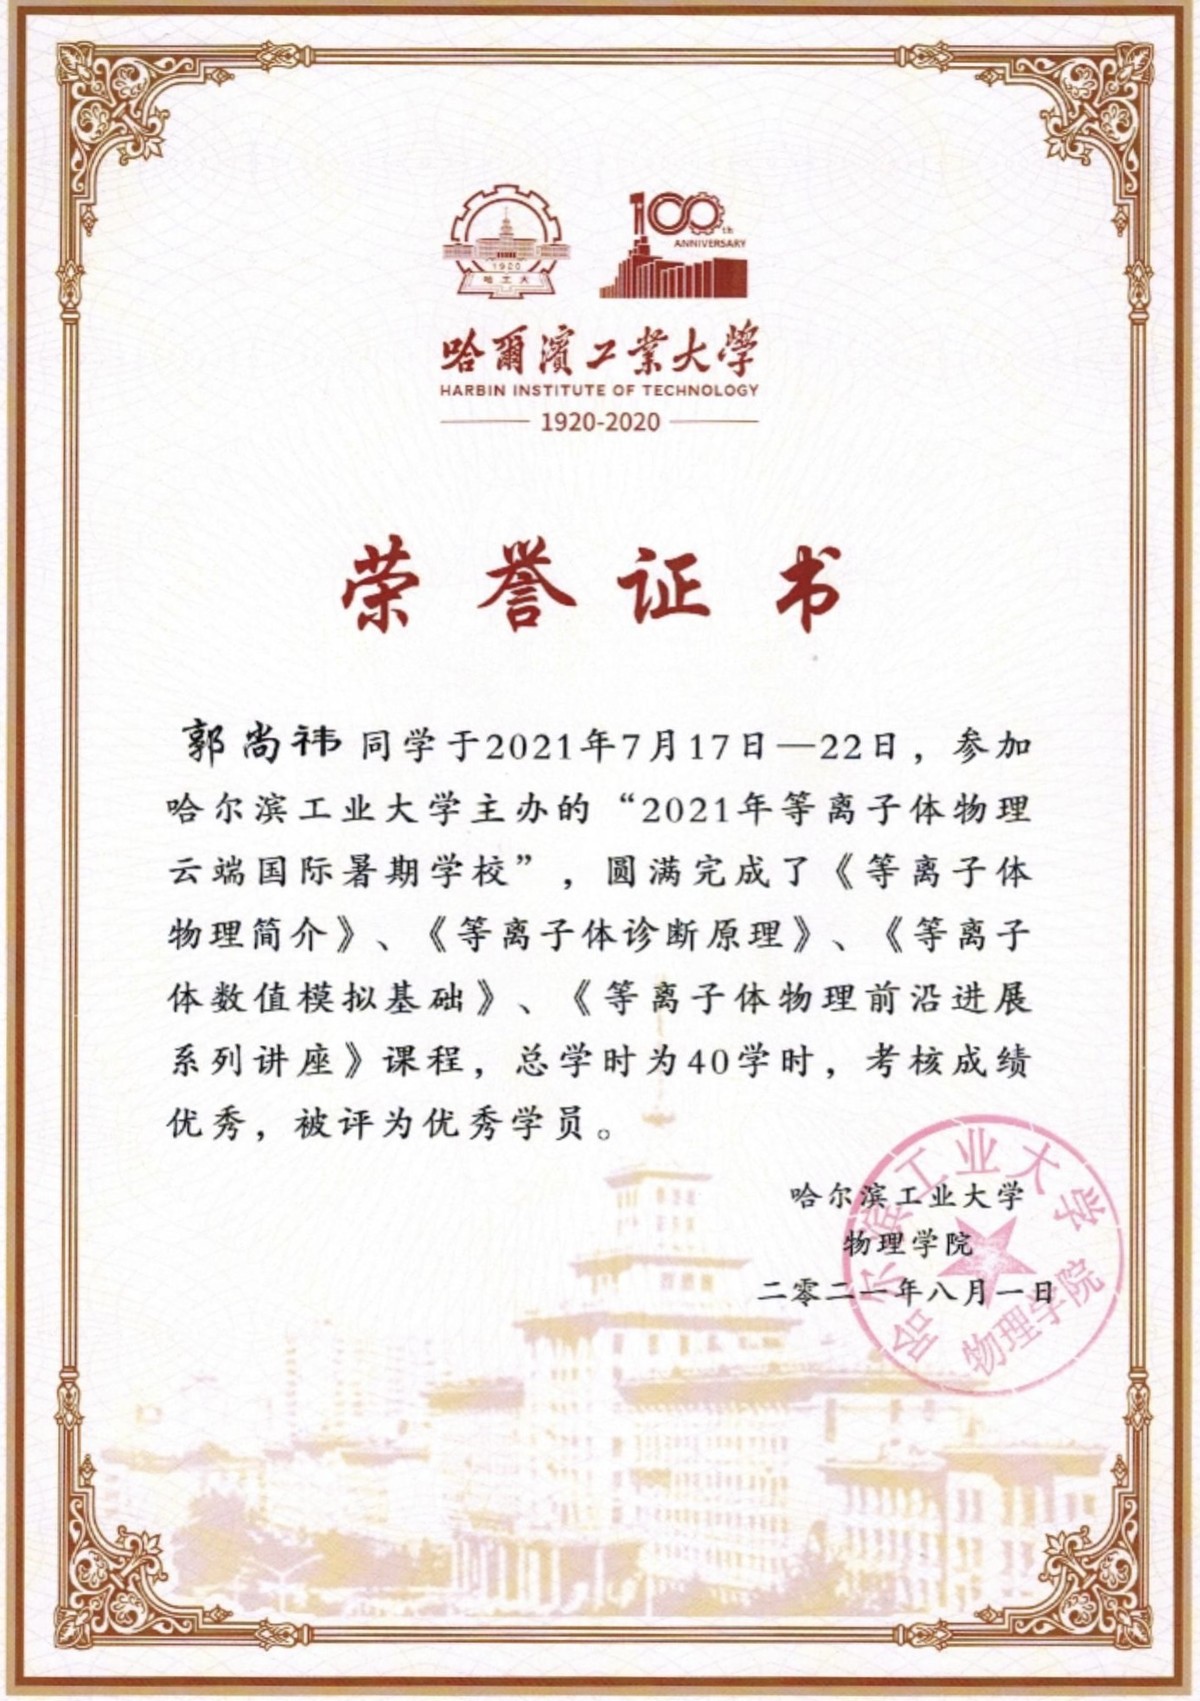 1920
哈工大
100th
ANNIVERSARY
哈爾濱工業大學
HARBIN INSTITUTE OF TECHNOLOGY
1920-2020
荣誉证书
郭尚祎同学于2021年7月17日—22日，参加
哈尔滨工业大学主办的“2021年等离子体物理
云端国际暑期学校”，圆满完成了《等离子体
物理简介》、《等离子体诊断原理》、《等离子
体数值模拟基础》、《等离子体物理前沿进展
系列讲座》课程，总学时为40学时，考核成绩
优秀，被评为优秀学员。
哈尔滨工业大学
物理学院
二零二一年八月一日
哈尔滨工业大学
物理学院